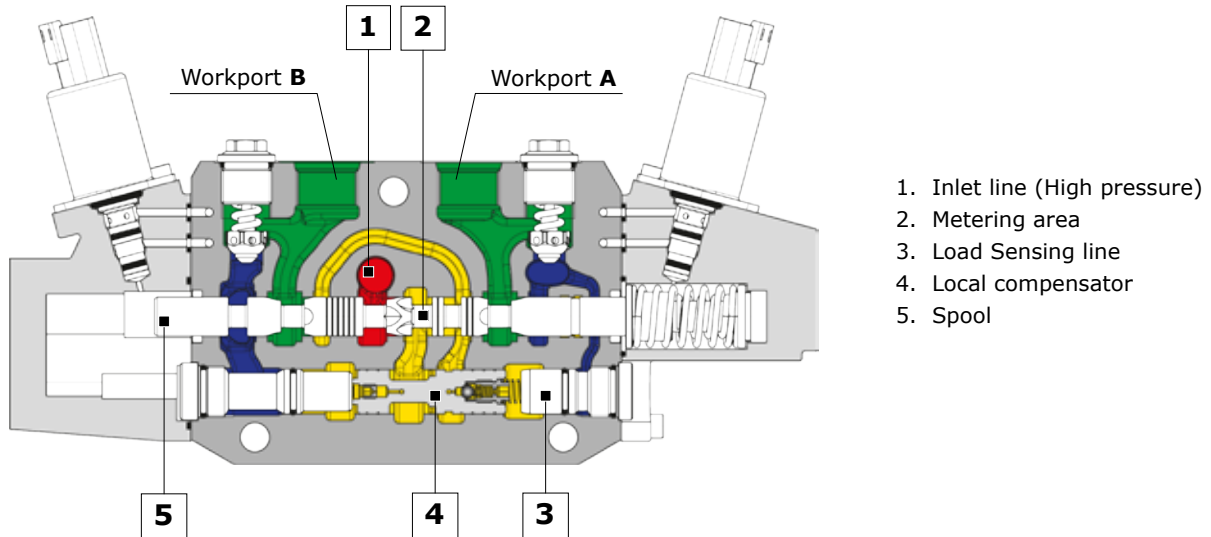 1 2
Workport B
Workport A
1. Inlet line (High pressure)
2. Metering area
3. Load Sensing line
4. Local compensator
5. Spool
5 4 3